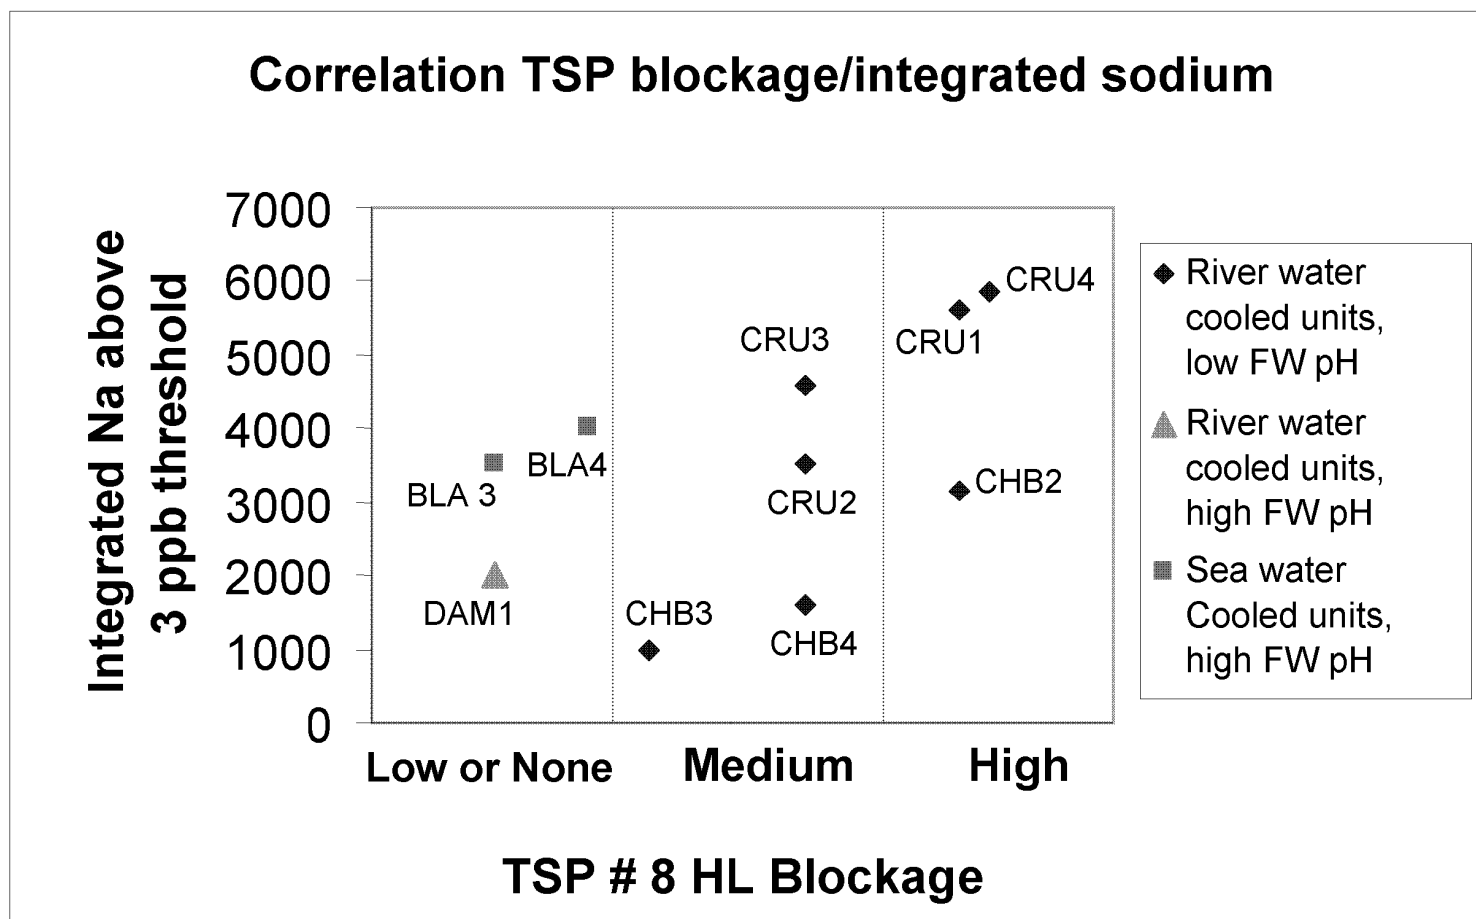 Correlation TSP blockage/integrated sodium
Integrated Na above
3 ppb threshold
7000
6000
5000
4000
3000
2000
1000
0
CRU4
CRU1
CRU3
BLA4
BLA 3
CRU2
CHB2
DAM1
CHB3
CHB4
Low or None
Medium
High
TSP # 8 HL Blockage
River water
cooled units,
low FW pH
River water
cooled units,
high FW pH
Sea water
Cooled units,
high FW pH